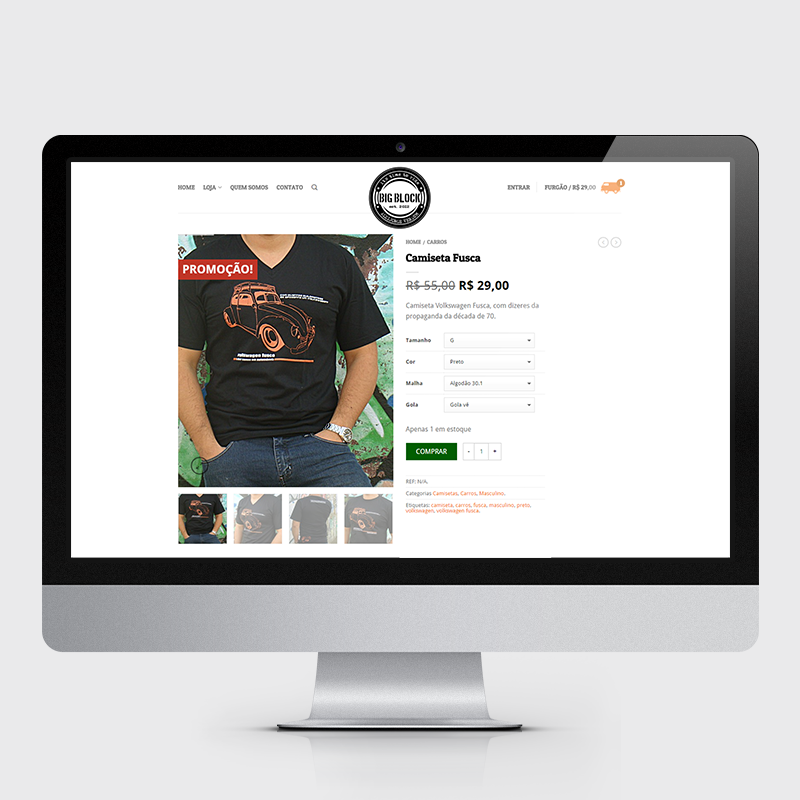 HOME LOJA QUEM SOMOS CONTATO
BIG BLOCK
ENTRAR FURGÃO / R$ 29,00 1
PROMOÇÃO!
volkswagen fusca
HOME / CARROS
Camiseta Fusca
R$ 55,00 R$ 29,00
Camiseta Volkswagen Fusca, com dizeres da
propaganda da década de 70.
Tamanho G
Cor Preto
Malha Algodão 30.1
Gola Gola vê
Apenas 1 em estoque
COMPRAR - 1 +
REF: N/A.
Categorias Camisetas, Carros, Masculino.
Etiquetas: camiseta, carros, fusca, masculino, preto,
volkswagen, volkswagen fusca.